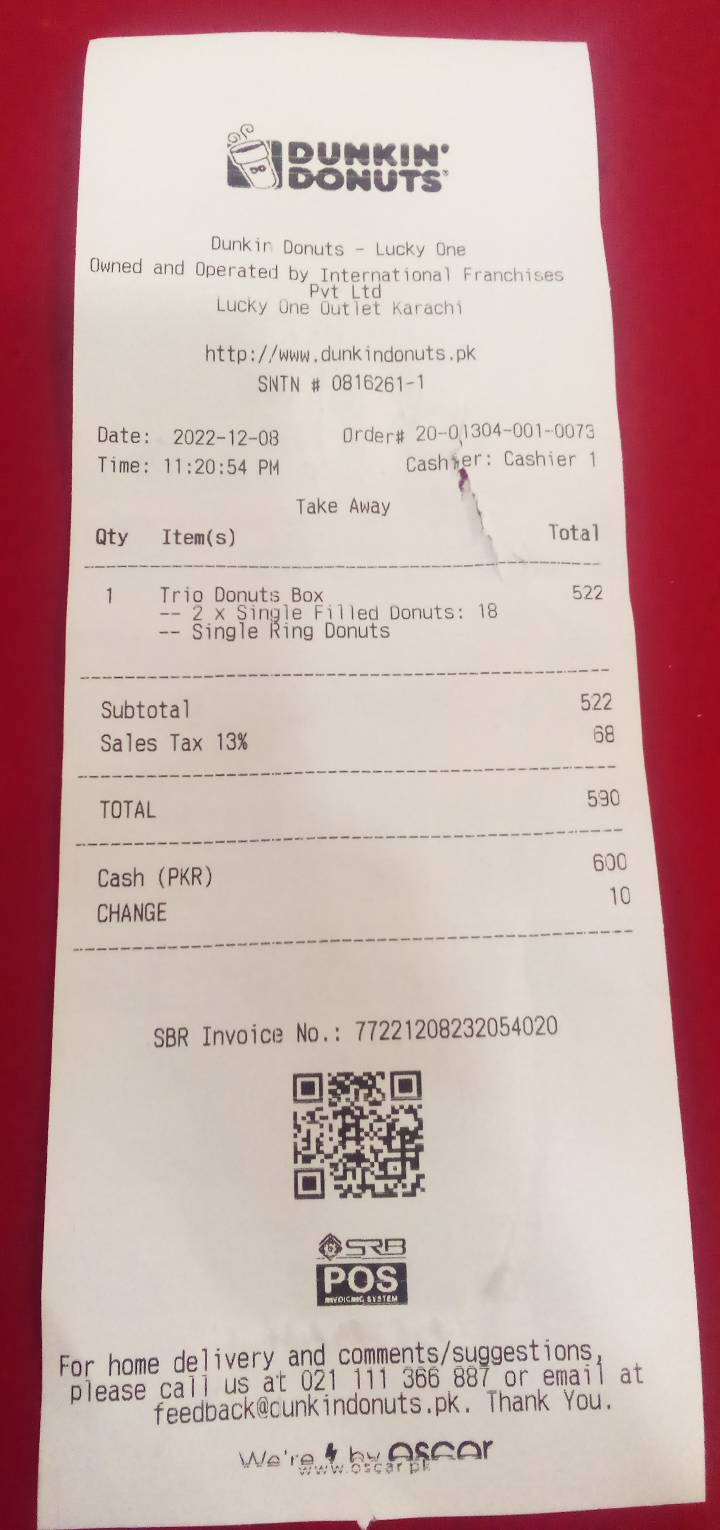 DUNKIN'
DONUTS
Dunkin Donuts - Lucky One
Owned and Operated by International Franchises
Pvt Ltd
Lucky One Outlet Karachi
http://www.dunkindonuts.pk
SNTN # 0816261-1
Date: 2022-12-08 Order# 20-01304-001-0073
Time: 11:20:54 PM Cashier: Cashier 1
Take Away
Qty Item(s) Total
1 Trio Donuts Box 522
-- 2 x Single Filled Donuts: 18
-- Single Ring Donuts
Subtotal 522
Sales Tax 13% 68
TOTAL 590
Cash (PKR) 600
CHANGE 10
SBR Invoice No.: 77221208232054020
SRB
POS
INVOICING SYSTEM
For home delivery and comments/suggestions,
please call us at 021 111 366 887 or email at
feedback@dunkindonuts.pk. Thank You.
We're by oscar
www.oscar.pk